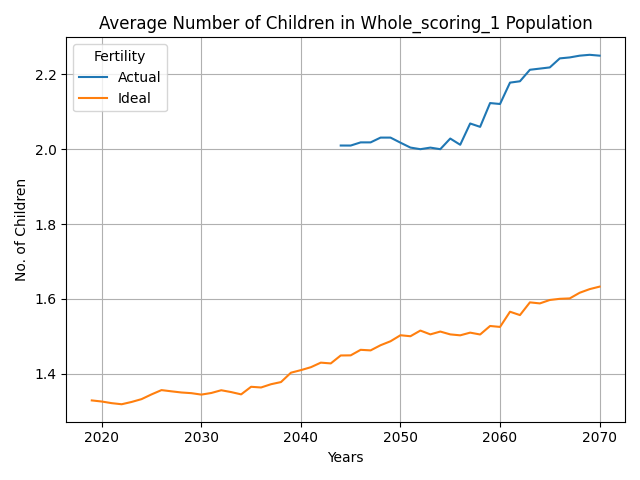 Average Number of Children in Whole_scoring_1 Population
Fertility
Actual
Ideal
No. of Children
2.2
2.0
1.8
1.6
1.4
2020 2030 2040 2050 2060 2070
Years